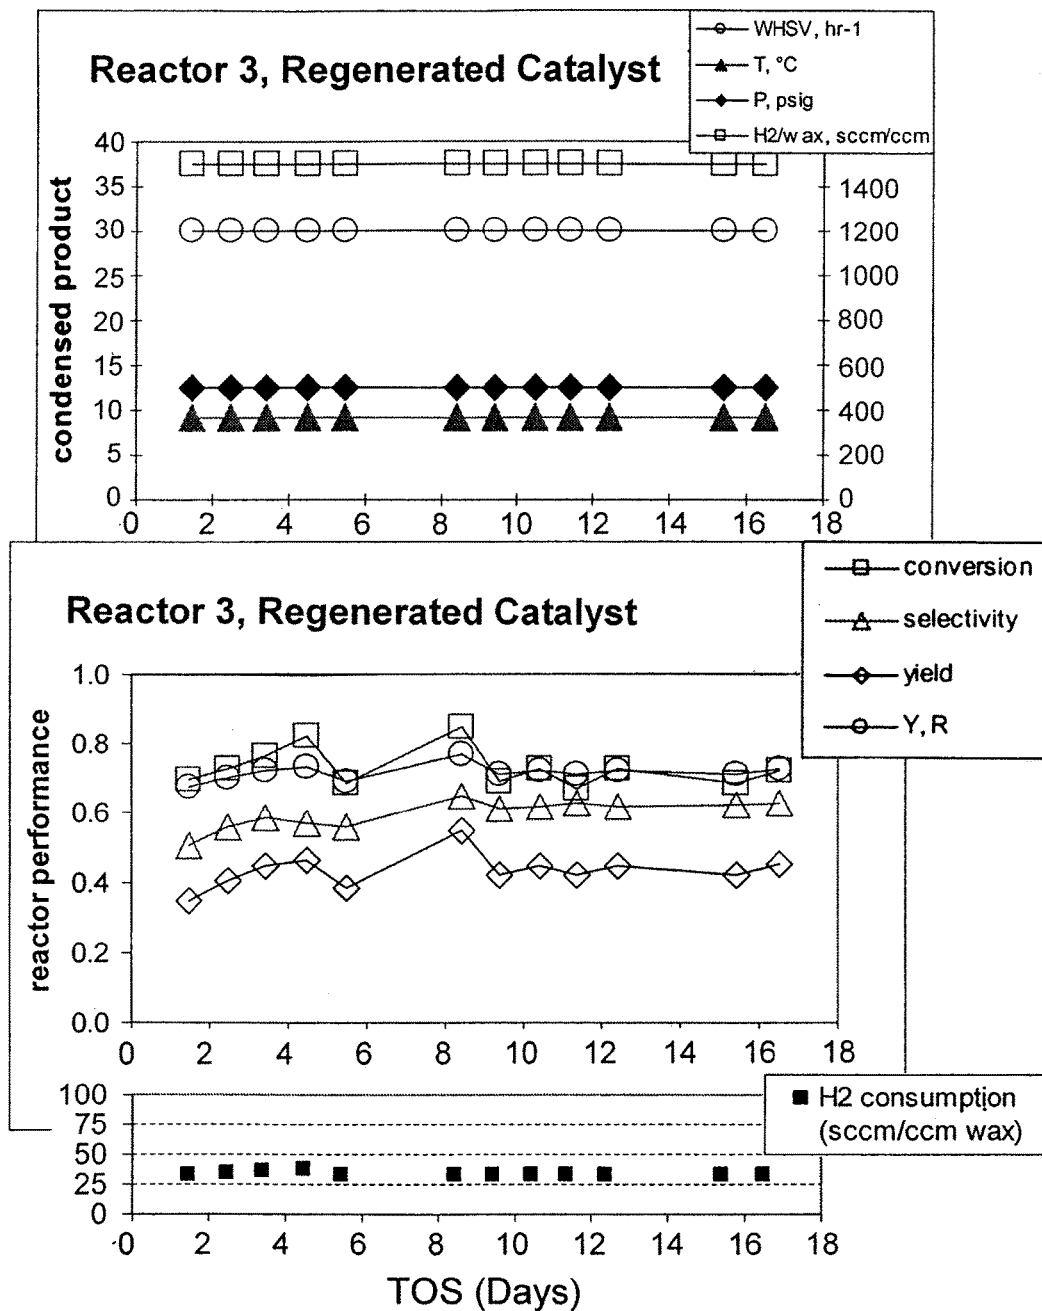 Reactor 3, Regenerated Catalyst
WHSV, hr-1
T, °C
P, psig
H2/wax, sccm/ccm
condensed product
40
35
30
25
20
15
10
5
0
1400
1200
1000
800
600
400
200
0
0 2 4 6 8 10 12 14 16 18
Reactor 3, Regenerated Catalyst
conversion
selectivity
yield
Y, R
reactor performance
1.0
0.8
0.6
0.4
0.2
0.0
0 2 4 6 8 10 12 14 16 18
H2 consumption
(sccm/ccm wax)
100
75
50
25
0
0 2 4 6 8 10 12 14 16 18
TOS (Days)